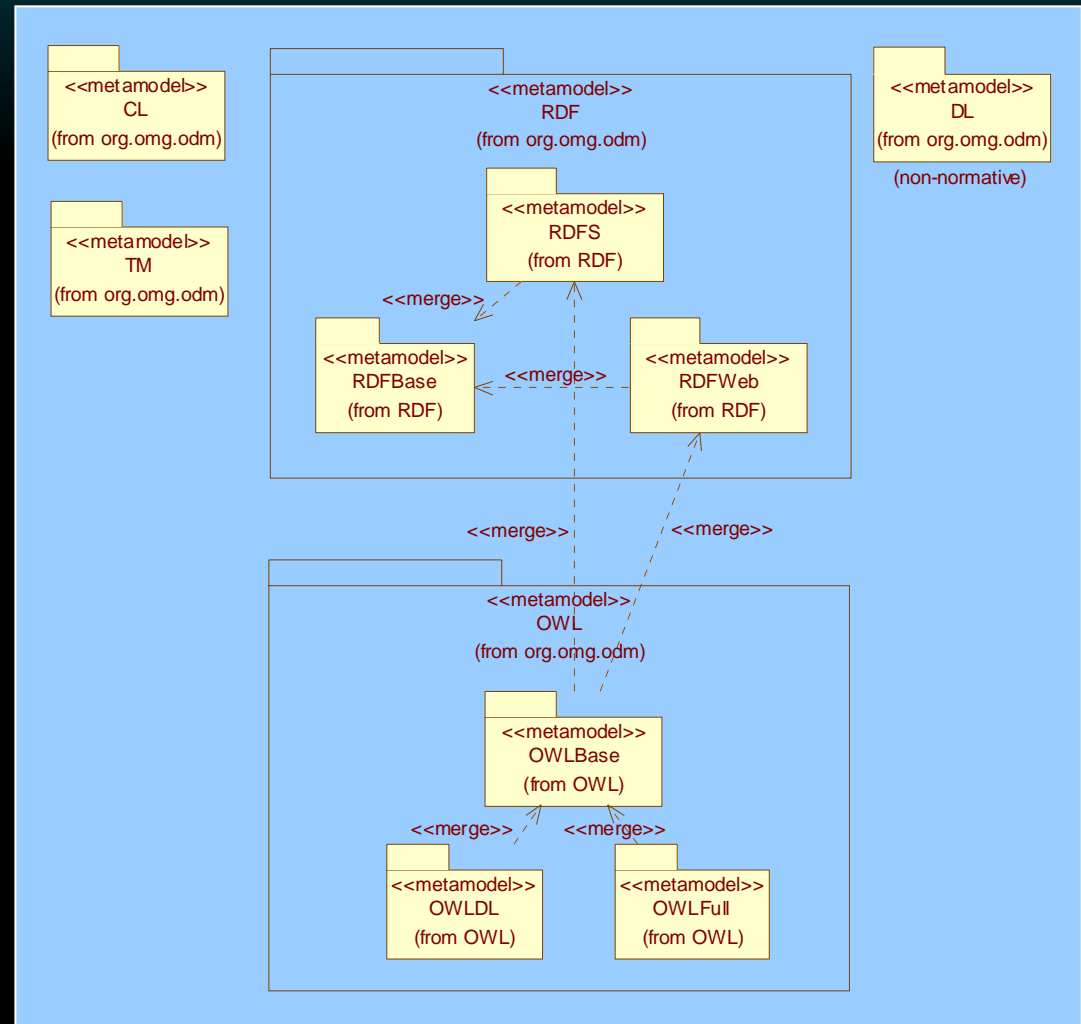 <<metamodel>>
CL
(from org.omg.odm)
<<metamodel>>
TM
(from org.omg.odm)
<<metamodel>>
RDF
(from org.omg.odm)
<<metamodel>>
DL
(from org.omg.odm)
(non-normative)
<<metamodel>>
RDFS
(from RDF)
<<merge>>
<<metamodel>>
RDFBase
(from RDF)
<<merge>>
<<metamodel>>
RDFWeb
(from RDF)
<<merge>>
<<merge>>
<<metamodel>>
OWL
(from org.omg.odm)
<<metamodel>>
OWLBase
(from OWL)
<<merge>>
<<merge>>
<<metamodel>>
OWLDL
(from OWL)
<<metamodel>>
OWLFull
(from OWL)